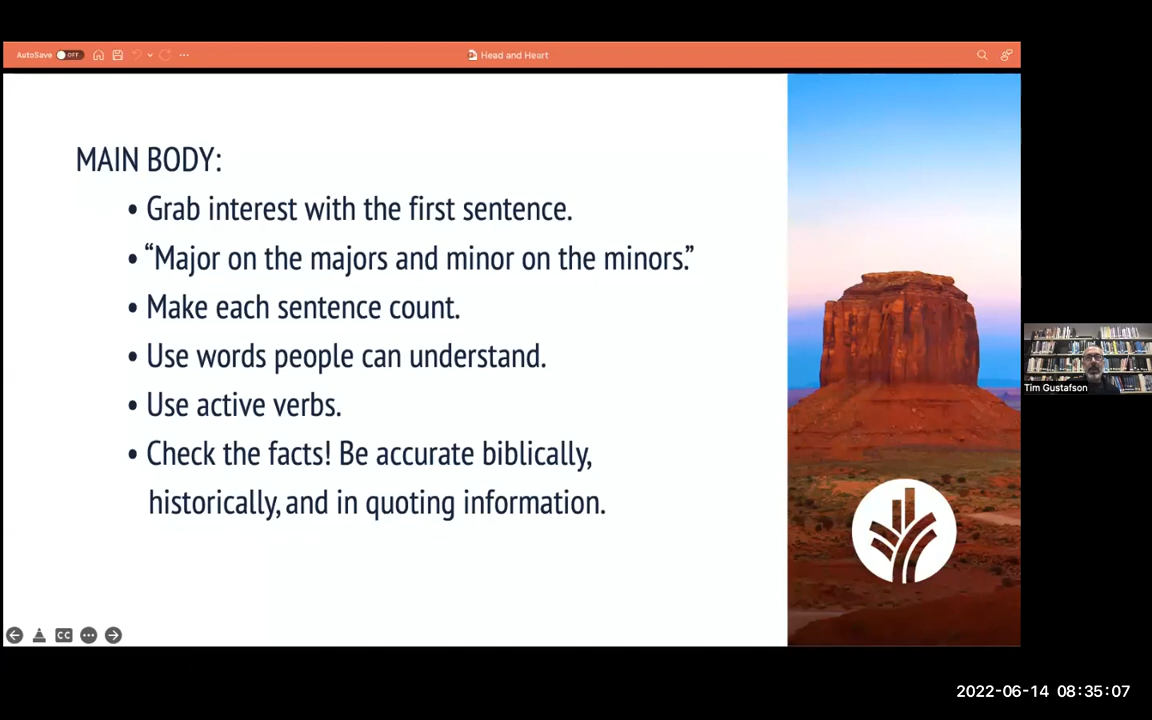 AutoSave OFF
Head and Heart
MAIN BODY:
• Grab interest with the first sentence.
• “Major on the majors and minor on the minors.”
• Make each sentence count.
• Use words people can understand.
• Use active verbs.
• Check the facts! Be accurate biblically,
historically, and in quoting information.
Tim Gustafson
CC
2022-06-14 08:35:07